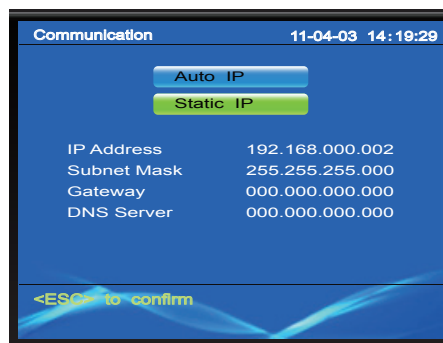 Communication 11-04-03 14:19:29
Auto IP
Static IP
IP Address 192.168.000.002
Subnet Mask 255.255.255.000
Gateway 000.000.000.000
DNS Server 000.000.000.000
<ESC> to confirm